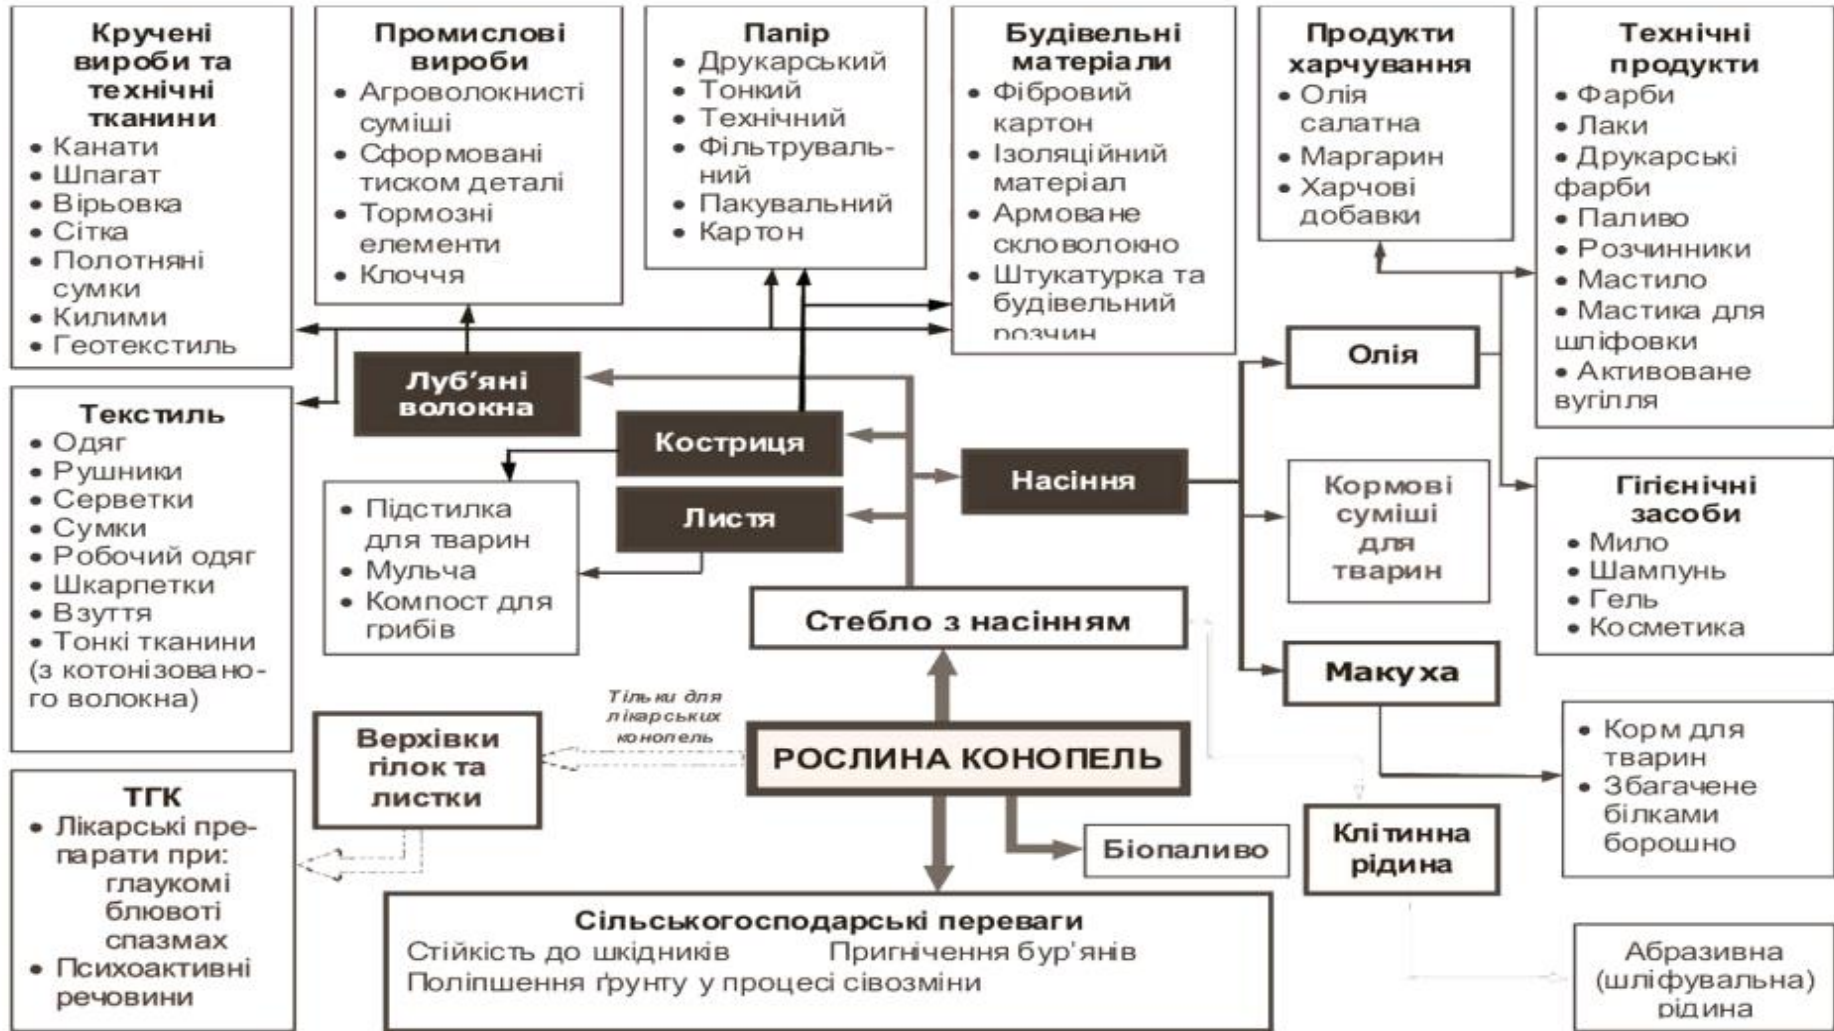 Кручені
вироби та
технічні
тканини
• Канати
• Шпагат
• Вірьовка
• Сітка
• Полотняні
сумки
• Килими
• Геотекстиль
Промислові
вироби
• Агроволокнисті
суміші
• Сформовані
тиском деталі
• Тормозні
елементи
• Клоччя
Папір
• Друкарський
• Тонкий
• Технічний
• Фільтруваль-
ний
• Пакувальний
• Картон
Будівельні
матеріали
• Фібровий
картон
• Ізоляційний
матеріал
• Армоване
скловолокно
• Штукатурка та
будівельний
розчин
Продукти
харчування
• Олія
салатна
• Маргарин
• Харчові
добавки
Технічні
продукти
• Фарби
• Лаки
• Друкарські
фарби
• Паливо
• Розчинники
• Мастило
• Мастика для
шліфовки
• Активоване
вугілля
Текстиль
• Одяг
• Рушники
• Серветки
• Сумки
• Робочий одяг
• Шкарпетки
• Взуття
• Тонкі тканини
(з котонізовано-
го волокна)
Луб’яні
волокна
Костриця
Листя
Насіння
Олія
Кормові
суміші
для
тварин
Гігієнічні
засоби
• Мило
• Шампунь
• Гель
• Косметика
• Підстилка
для тварин
• Мульча
• Компост для
грибів
Стебло з насінням
Макуха
Тільки для
лікарських
конопель
Верхівки
гілок та
листки
РОСЛИНА КОНОПЕЛЬ
• Корм для
тварин
• Збагачене
білками
борошно
ТГК
• Лікарські пре-
парати при:
глаукомі
блювоті
спазмах
• Психоактивні
речовини
Біопаливо
Клітинна
рідина
Сільськогосподарські переваги
Стійкість до шкідників Пригнічення бур'янів
Поліпшення ґрунту у процесі сівозміни
Абразивна
(шліфувальна)
рідина